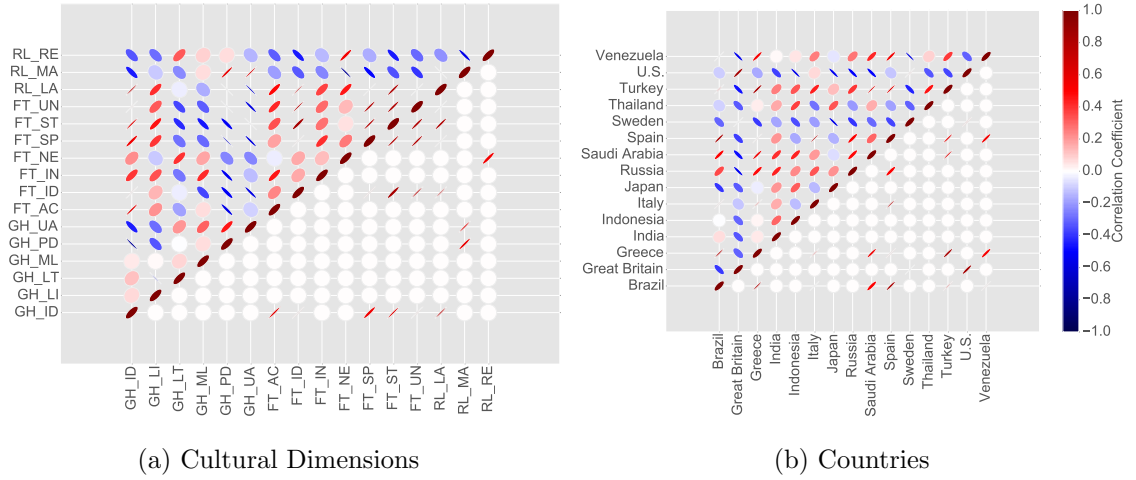 RL_RE
RL_MA
RL_LA
FT_UN
FT_ST
FT_SP
FT_NE
FT_IN
FT_ID
FT_AC
GH_UA
GH_PD
GH_ML
GH_LT
GH_LI
GH_ID
GH_ID
GH_LI
GH_LT
GH_ML
GH_PD
GH_UA
FT_AC
FT_ID
FT_IN
FT_NE
FT_SP
FT_ST
FT_UN
RL_LA
RL_MA
RL_RE
(a) Cultural Dimensions
Venezuela
U.S.
Turkey
Thailand
Sweden
Spain
Saudi Arabia
Russia
Japan
Italy
Indonesia
India
Greece
Great Britain
Brazil
Brazil
Great Britain
Greece
India
Indonesia
Italy
Japan
Russia
Saudi Arabia
Spain
Sweden
Thailand
Turkey
U.S.
Venezuela
1.0
0.8
0.6
0.4
0.2
0.0
−0.2
−0.4
−0.6
−0.8
−1.0
Correlation Coefficient
(b) Countries